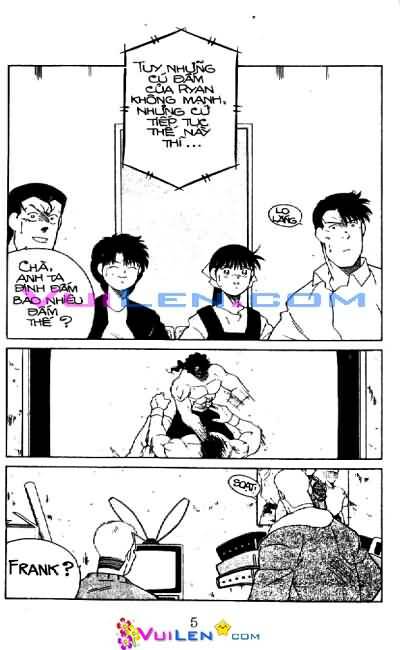 TUY NHỮNG
CÚ ĐẤM
CỦA RYAN
KHÔNG MẠNH,
NHƯNG CỨ
TIẾP TỤC
THẾ NÀY
THÌ...
LO
LẮNG
CHÀ,
ANH TA
ĐỊNH ĐẤM
BAO NHIÊU
ĐẤM
THẾ ?
VUILEN.COM
SOẠT
FRANK ?
5
VUILEN.COM